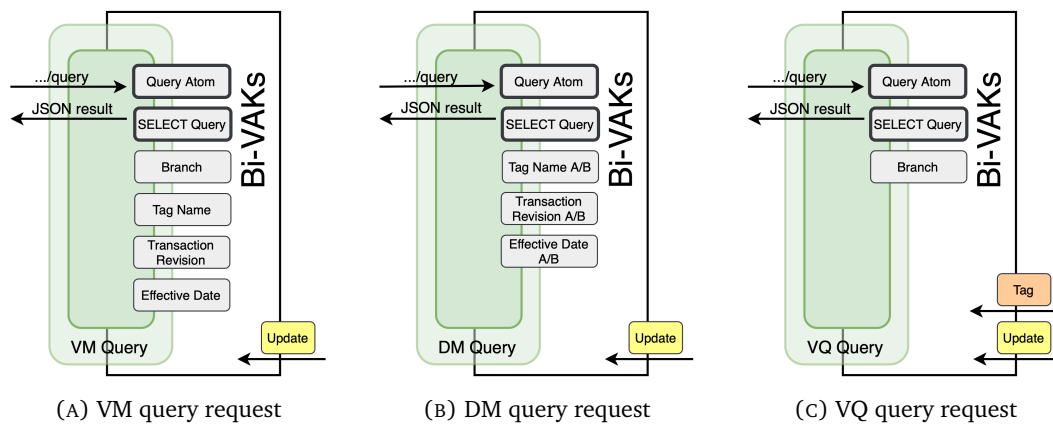 .../query
JSON result
Query Atom
SELECT Query
Branch
Tag Name
Transaction
Revision
Effective Date
Bi-VAKs
Update
VM Query
(A) VM query request
.../query
JSON result
Query Atom
SELECT Query
Tag Name A/B
Transaction
Revision A/B
Effective Date
A/B
Bi-VAKs
Update
DM Query
(B) DM query request
.../query
JSON result
Query Atom
SELECT Query
Branch
Bi-VAKs
Tag
Update
VQ Query
(C) VQ query request